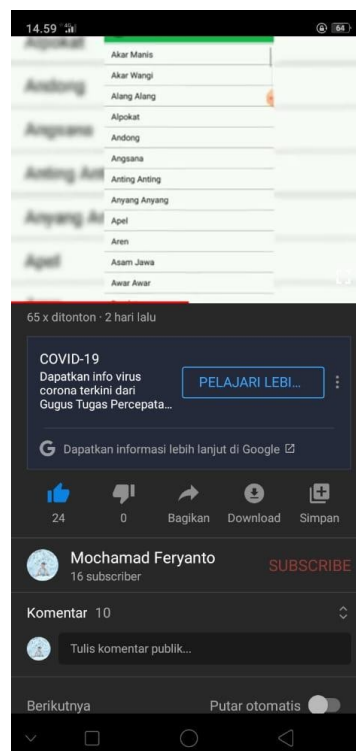 14.59 4G 64
Alpokat
Akar Manis
Akar Wangi
Andong
Alang Alang
Alpokat
Angsana
Andong
Angsana
Anting Ant
Anting Anting
Anyang An
Anyang Anyang
Apel
Aren
Apel
Asam Jawa
Awar Awar
65 x ditonton · 2 hari lalu
COVID-19
Dapatkan info virus
corona terkini dari
Gugus Tugas Percepata...
PELAJARI LEBI...
G Dapatkan informasi lebih lanjut di Google
24 0 Bagikan Download Simpan
Mochamad Feryanto
SUBSCRIBE
16 subscriber
Komentar 10
Tulis komentar publik...
Berikutnya Putar otomatis